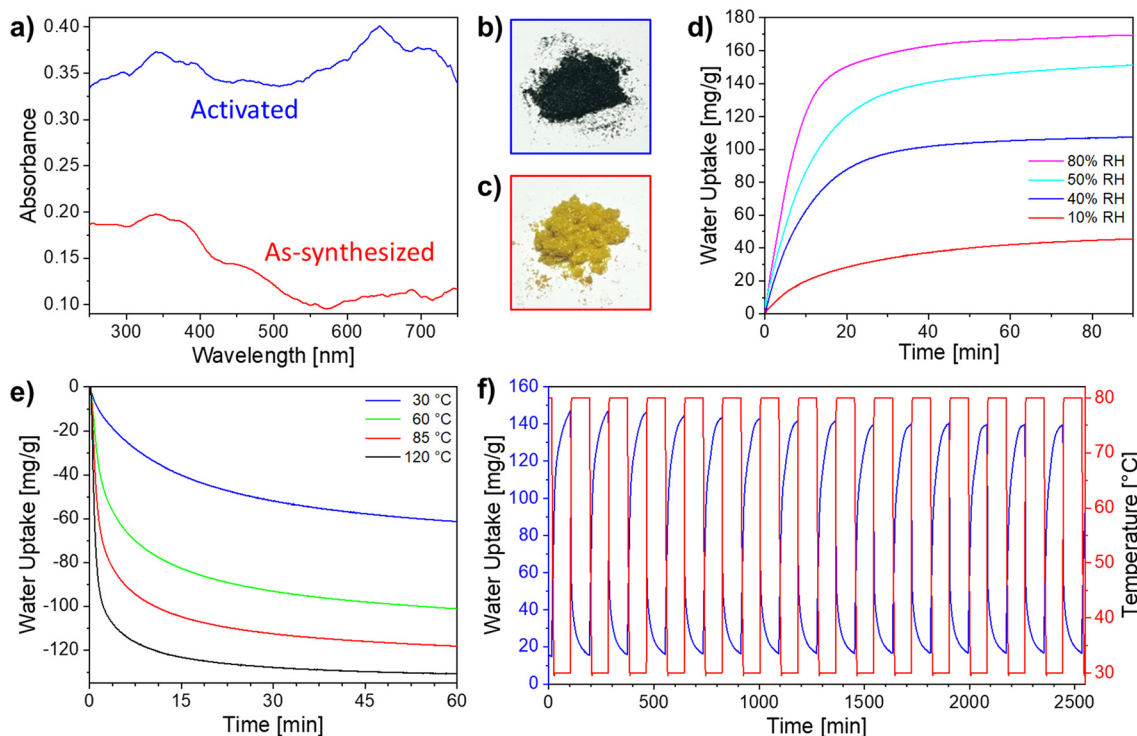 a)
0.40
0.35
0.30
0.25
0.20
0.15
0.10
Absorbance
Activated
As-synthesized
300 400 500 600 700
Wavelength [nm]
b)
c)
d)
180
160
140
120
100
80
60
40
20
0
Water Uptake [mg/g]
80% RH
50% RH
40% RH
10% RH
0 20 40 60 80
Time [min]
e)
0
-20
-40
-60
-80
-100
-120
Water Uptake [mg/g]
30 °C
60 °C
85 °C
120 °C
0 15 30 45 60
Time [min]
f)
160
140
120
100
80
60
40
20
0
Water Uptake [mg/g]
80
70
60
50
40
30
Temperature [°C]
0 500 1000 1500 2000 2500
Time [min]